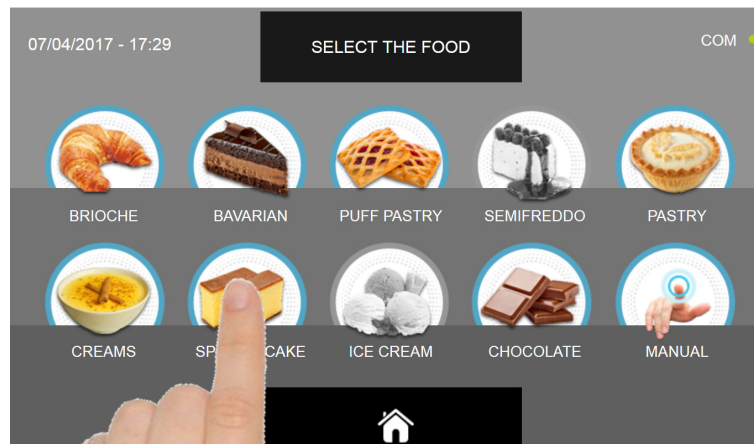 07/04/2017 - 17:29
SELECT THE FOOD
COM
BRIOCHE
BAVARIAN
PUFF PASTRY
SEMIFREDDO
PASTRY
CREAMS
SP CAKE
ICE CREAM
CHOCOLATE
MANUAL